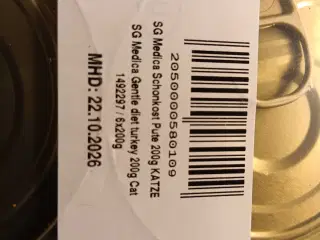 2050000580109
SG Medica Schonkost Pute 200g KATZE
SG Medica Gentle diet turkey 200g Cat
1492297 / 6x200g
MHD: 22.10.2026